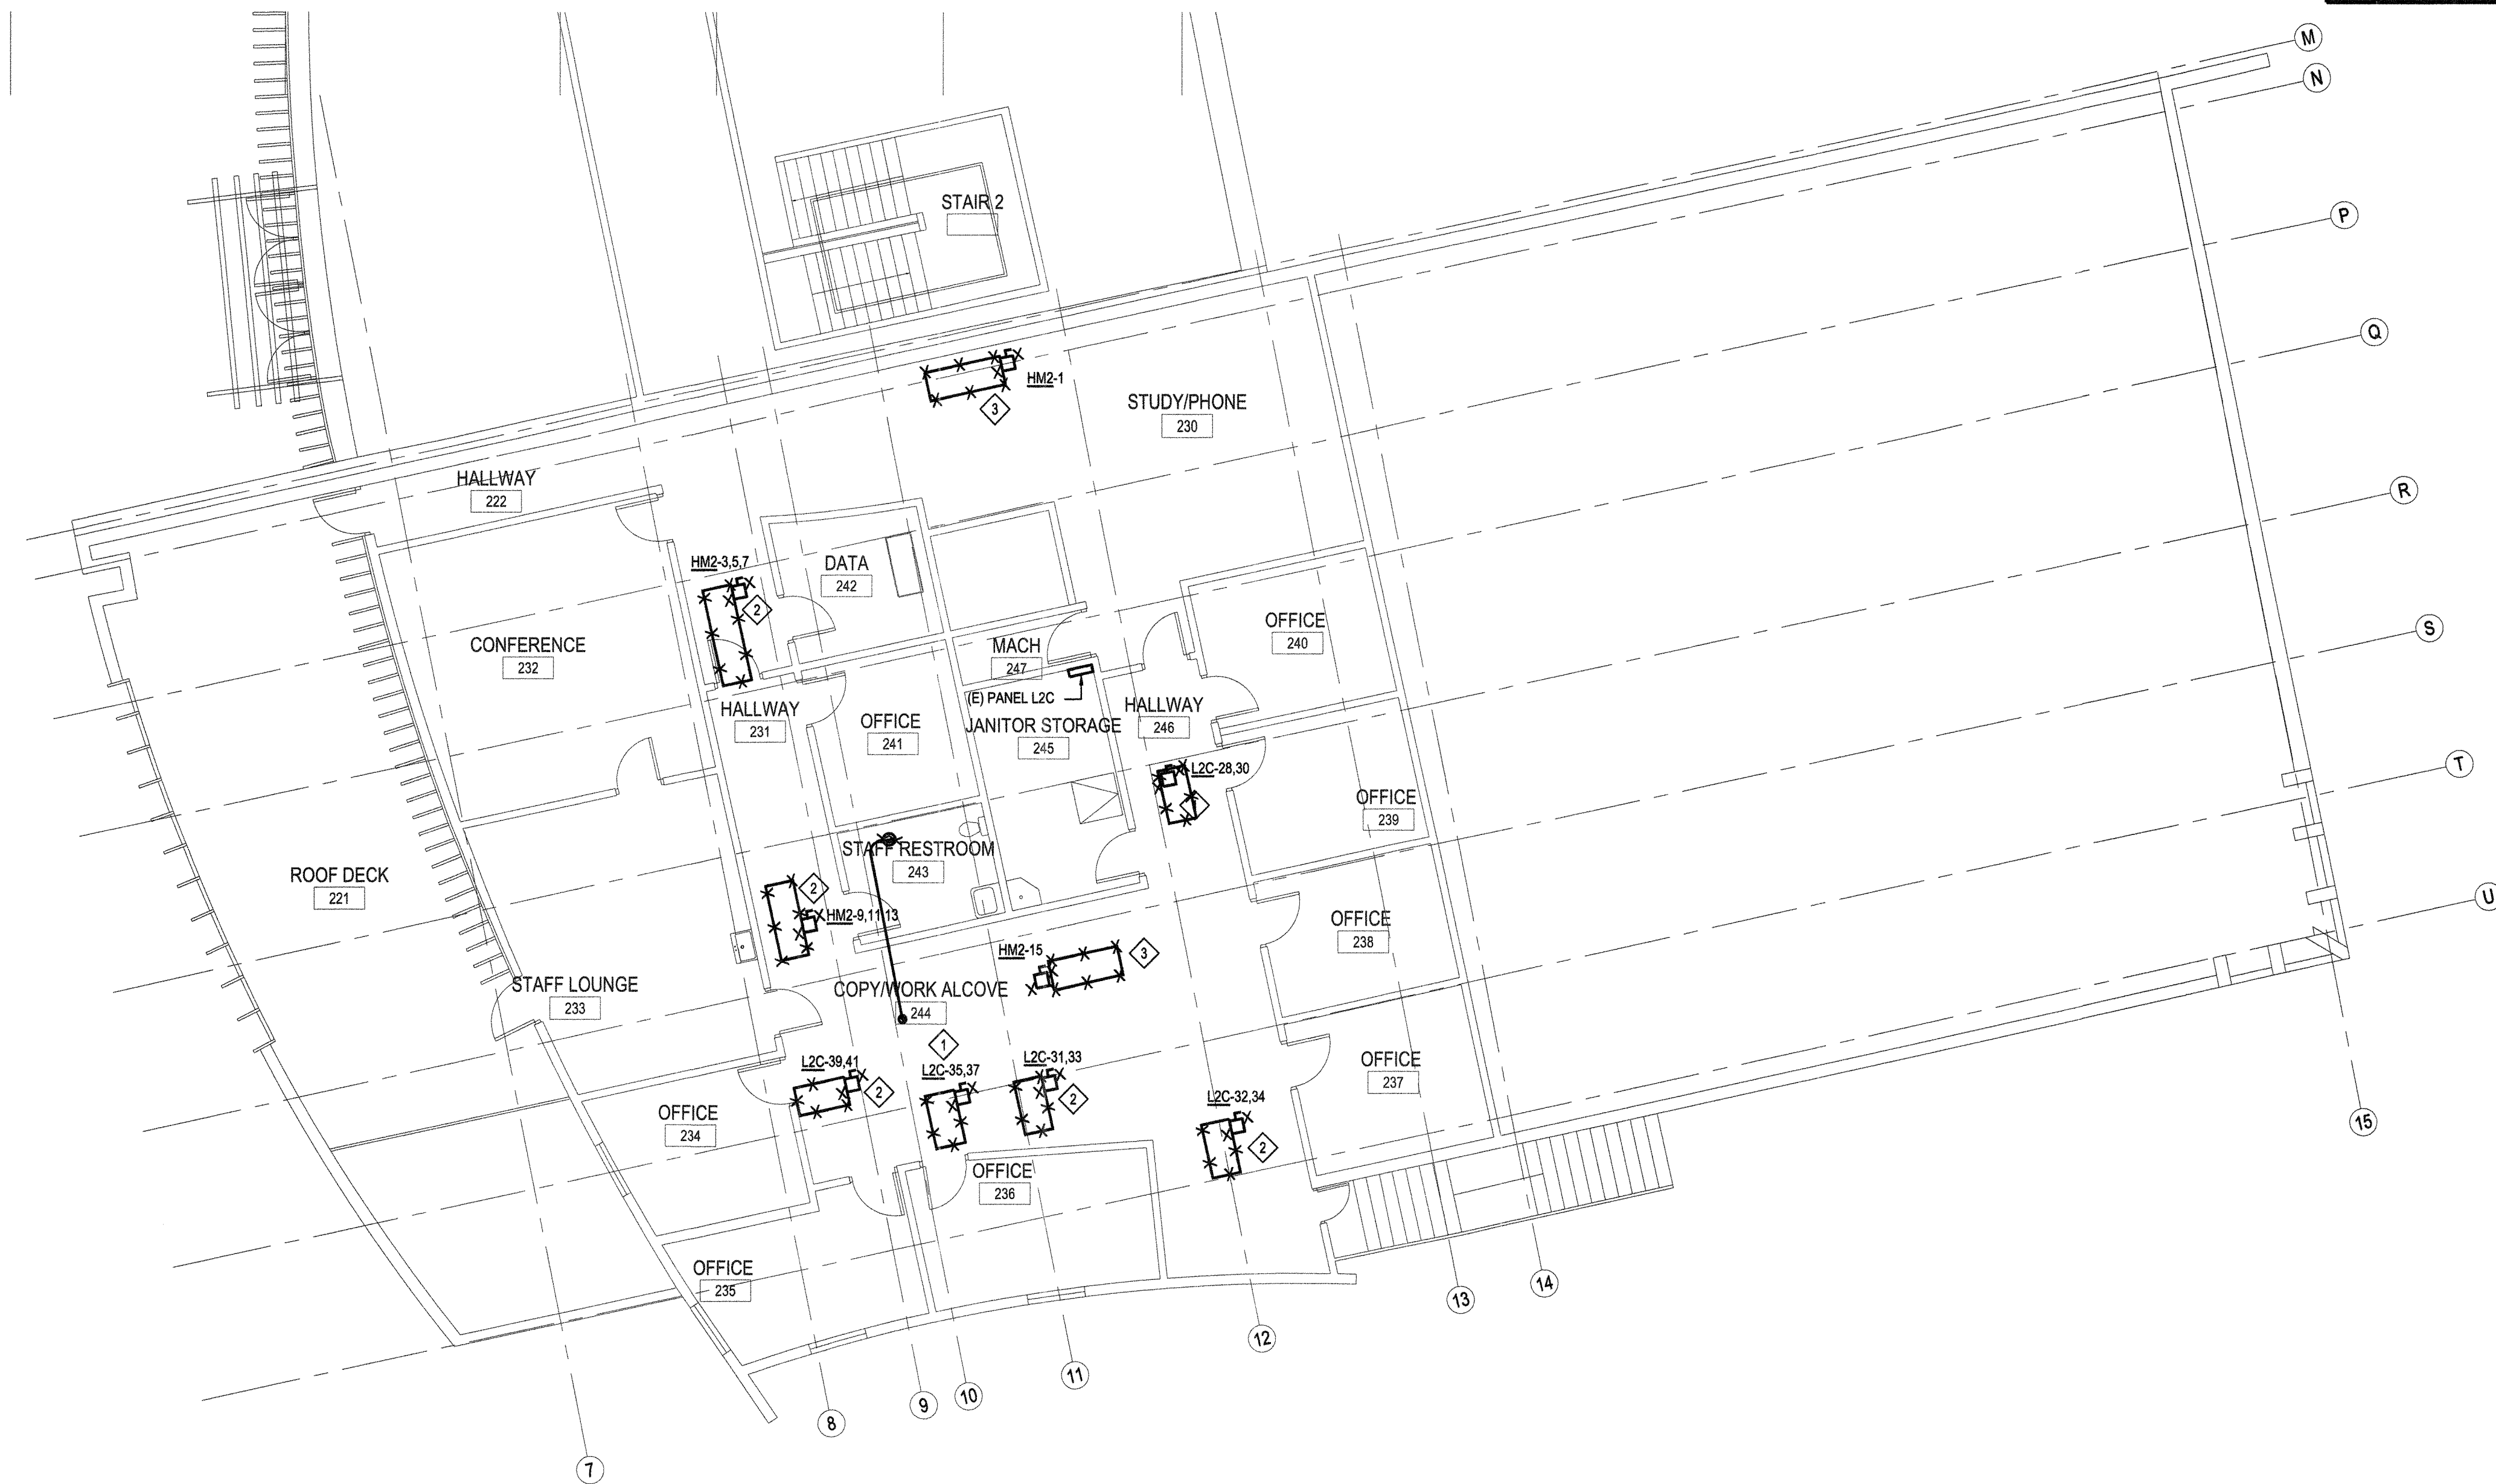 M
N
P
STAIR 2
Q
HM2-1
3
STUDY/PHONE
230
HALLWAY
222
R
HM2-3,5,7
2
DATA
242
CONFERENCE
232
MACH
247
OFFICE
240
S
(E) PANEL L2C
HALLWAY
231
OFFICE
241
JANITOR STORAGE
245
HALLWAY
246
T
L2C-28,30
OFFICE
239
STAFF RESTROOM
243
ROOF DECK
221
2
HM2-9,11,13
OFFICE
238
U
HM2-15
3
STAFF LOUNGE
233
COPY/WORK ALCOVE
244
1
L2C-39,41
2
L2C-35,37
L2C-31,33
2
OFFICE
237
L2C-32,34
2
OFFICE
234
OFFICE
236
15
OFFICE
235
14
13
12
11
10
9
8
7